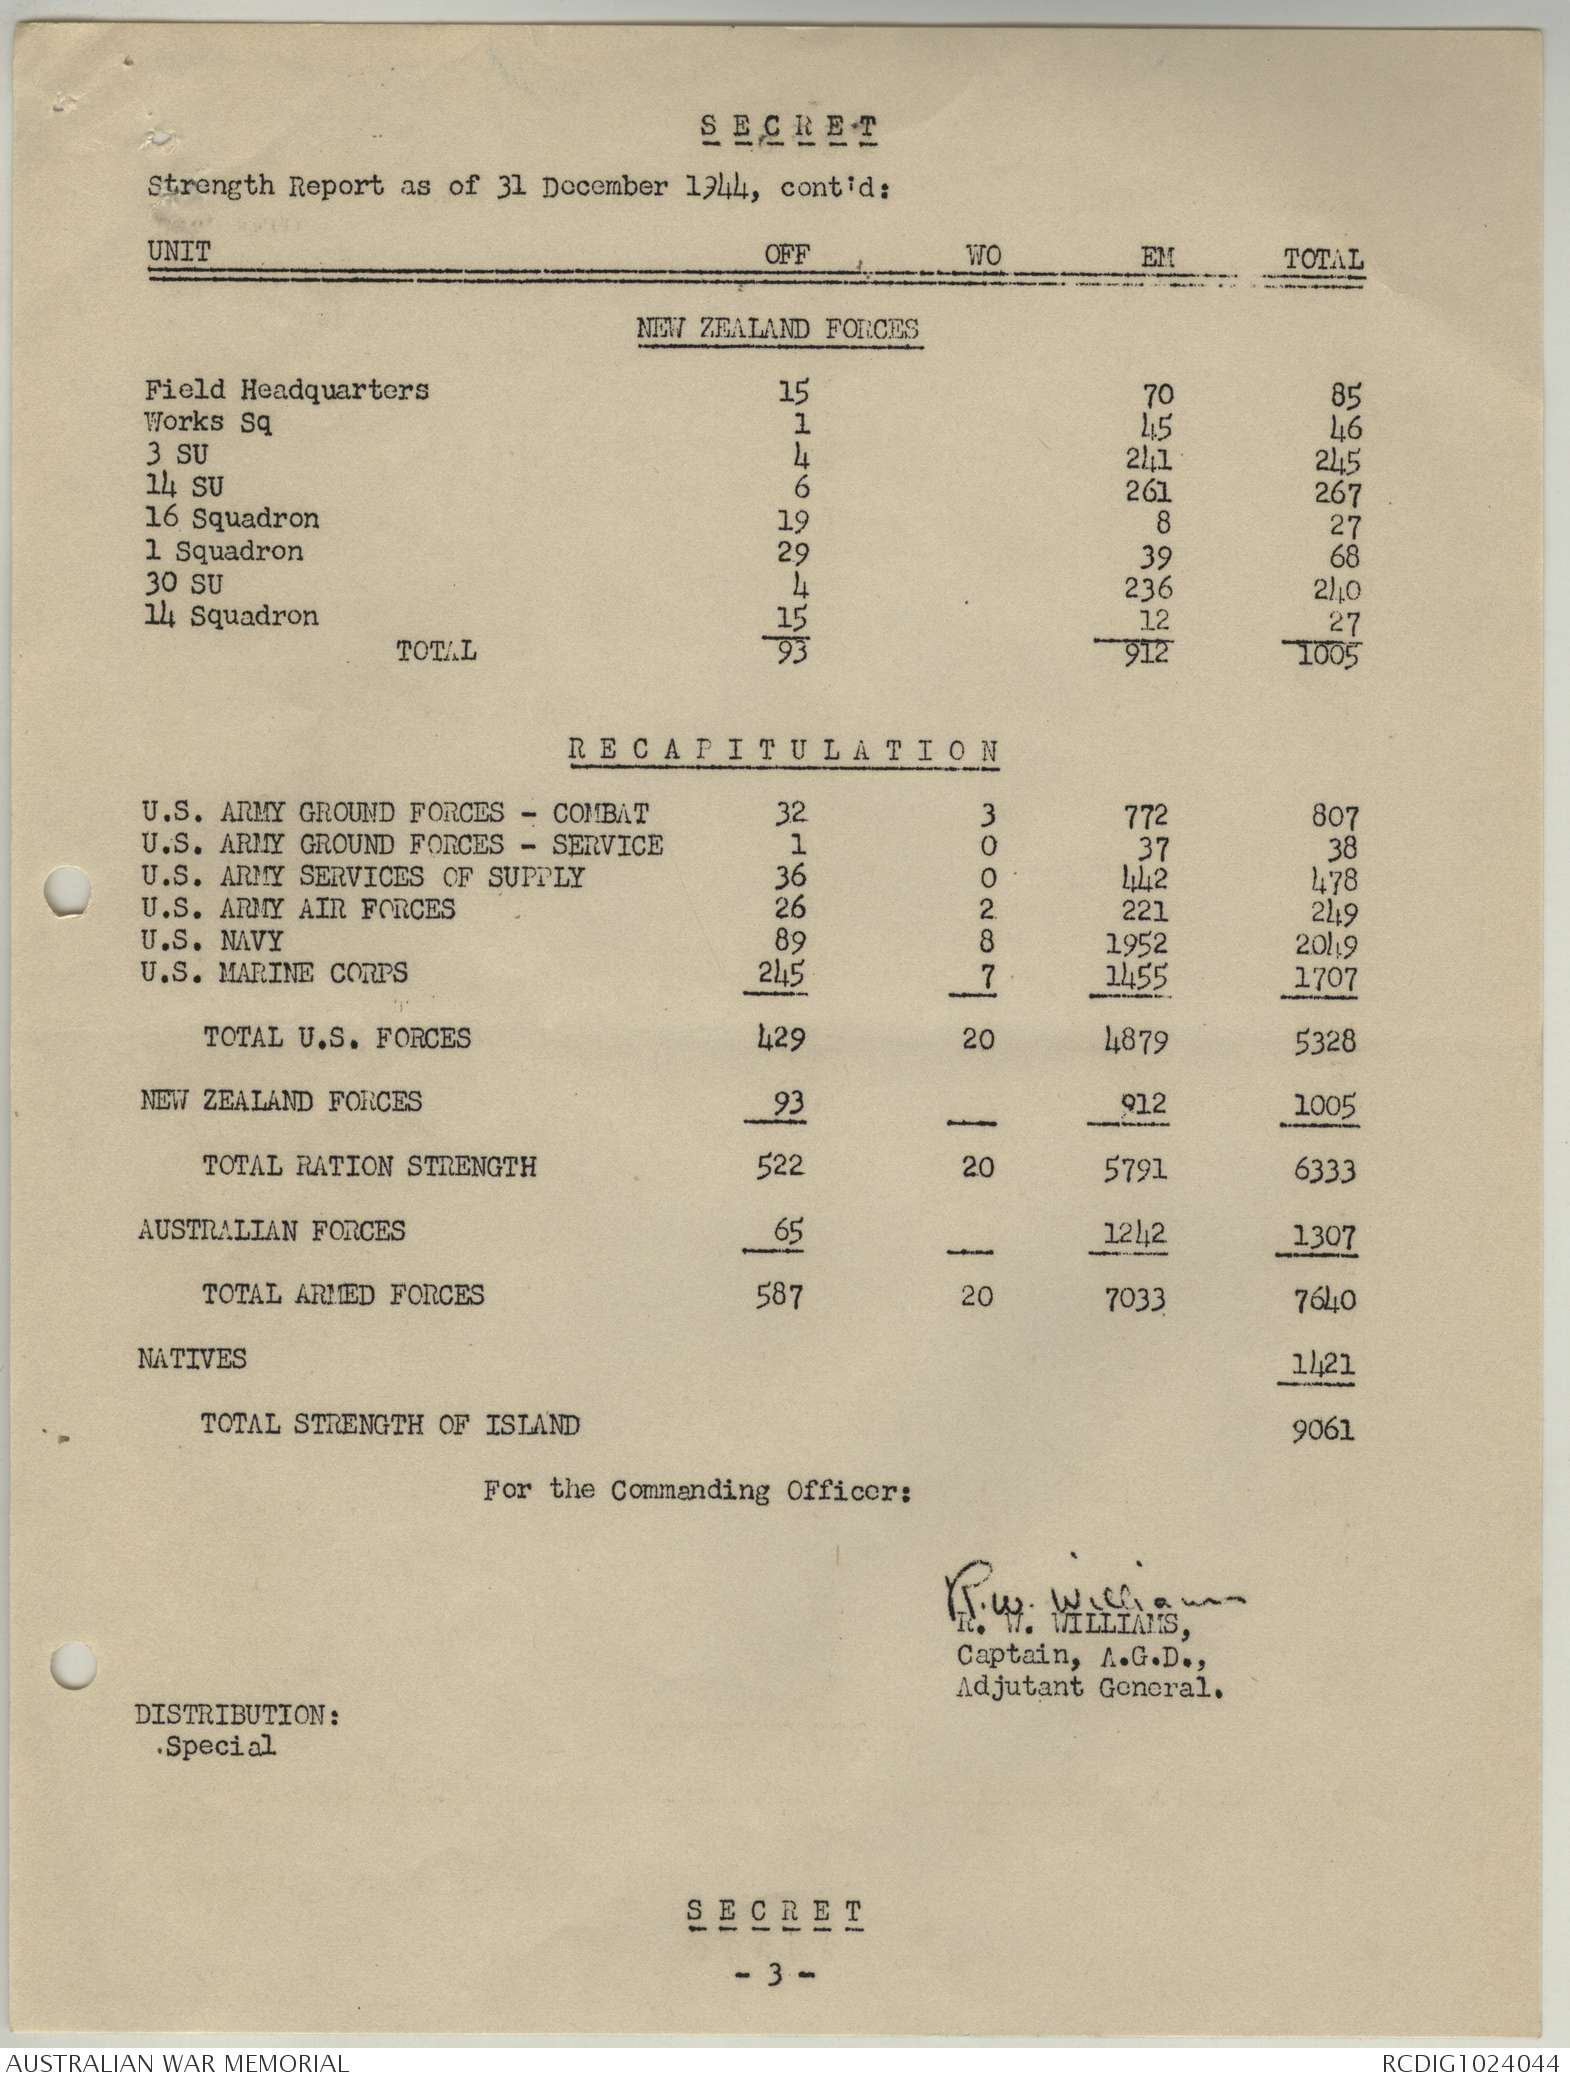 SECRET
Strength Report as of 31 December 1944, cont'd:
UNIT OFF WO EM TOTAL
NEW ZEALAND FORCES
Field Headquarters 15 70 85
Works Sq 1 45 46
3 SU 4 241 245
14 SU 6 261 267
16 Squadron 19 8 27
1 Squadron 29 39 68
30 SU 4 236 240
14 Squadron 15 12 27
TOTAL 93 912 1005
RECAPITULATION
U.S. ARMY GROUND FORCES - COMBAT 32 3 772 807
U.S. ARMY GROUND FORCES - SERVICE 1 0 37 38
U.S. ARMY SERVICES OF SUPPLY 36 0 442 478
U.S. ARMY AIR FORCES 26 2 221 249
U.S. NAVY 89 8 1952 2049
U.S. MARINE CORPS 245 7 1455 1707
TOTAL U.S. FORCES 429 20 4879 5328
NEW ZEALAND FORCES 93 912 1005
TOTAL RATION STRENGTH 522 20 5791 6333
AUSTRALIAN FORCES 65 1242 1307
TOTAL ARMED FORCES 587 20 7033 7640
NATIVES 1421
TOTAL STRENGTH OF ISLAND 9061
For the Commanding Officer:
R.W. Williams
R. W. WILLIAMS,
Captain, A.G.D.,
Adjutant General.
DISTRIBUTION:
.Special
SECRET
- 3 -
AUSTRALIAN WAR MEMORIAL RCDIG1024044